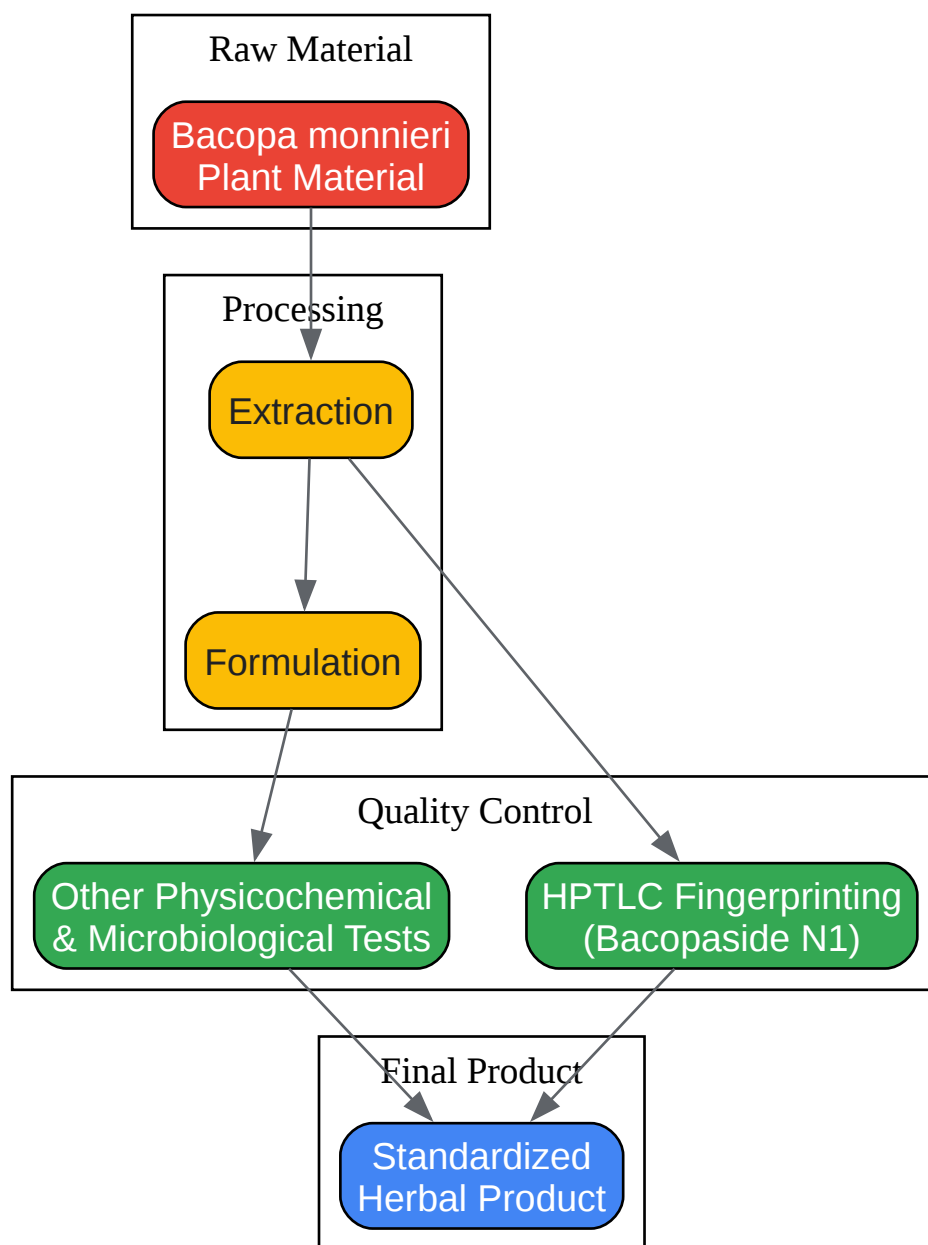 Raw Material
Bacopa monnieri
Plant Material
Processing
Extraction
Formulation
Quality Control
Other Physicochemical
& Microbiological Tests
HPTLC Fingerprinting
(Bacopaside N1)
Final Product
Standardized
Herbal Product